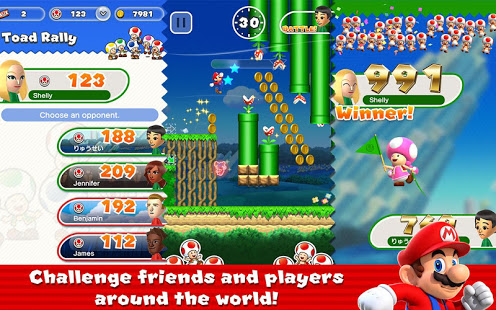 2
123
7981
Toad Rally
123
Shelly
Choose an opponent.
188
りゅうせい
209
Jennifer
192
Benjamin
112
James
30
BATTLE!
991
Shelly
Winner!
Challenge friends and players
around the world!